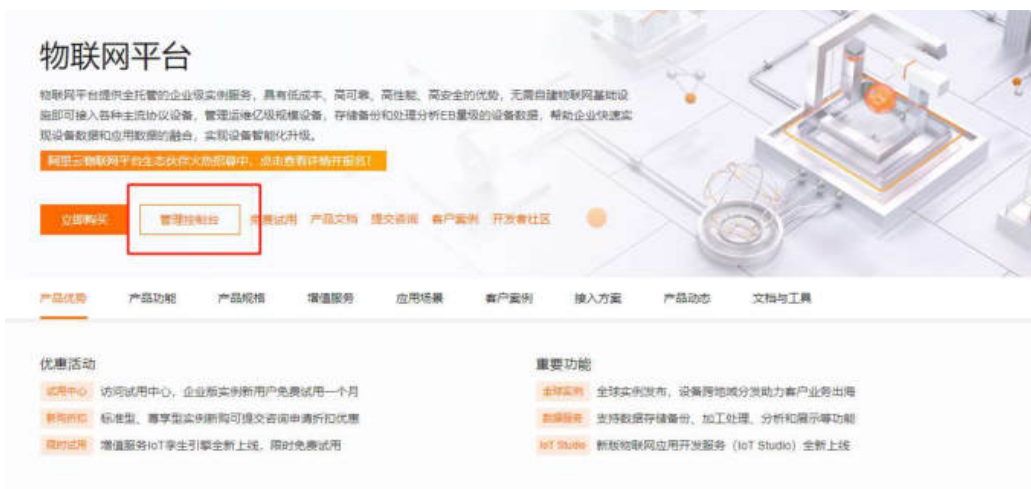 物联网平台
物联网平台提供全托管的企业级实例服务，具有低成本、高可靠、高性能、高安全的优势，无需自建物联网基础设
施即可接入各种主流协议设备，管理运维亿级规模设备，存储备份和处理分析EB量级的设备数据，帮助企业快速实
现设备数据和应用数据的融合，实现设备智能化升级。
阿里云物联网平台生态伙伴火热招募中，点击查看详情并报名！
立即购买 管理控制台 免费试用 产品文档 提交咨询 客户案例 开发者社区
产品优势 产品功能 产品规格 增值服务 应用场景 客户案例 接入方案 产品动态 文档与工具
优惠活动 重要功能
试用中心 访问试用中心，企业版实例新用户免费试用一个月 全球实例 全球实例发布，设备跨地域分发助力客户业务出海
新购折扣 标准型、尊享型实例新购可提交咨询申请折扣优惠 数据服务 支持数据存储备份、加工处理、分析和展示等功能
限时试用 增值服务IoT孪生引擎全新上线，限时免费试用 IoT Studio 新版物联网应用开发服务（IoT Studio）全新上线